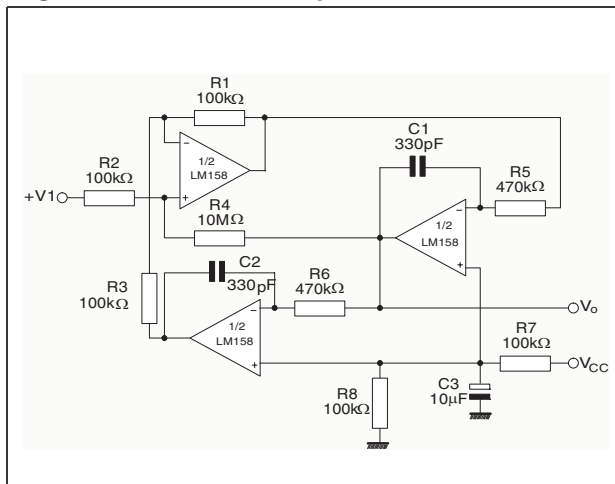 R1
100kΩ
C1
330pF
1/2
LM158
R2
100kΩ
R5
470kΩ
+V1
R4
10MΩ
1/2
LM158
C2
330pF
R6
470kΩ
R3
100kΩ
1/2
LM158
Vo
R7
100kΩ
VCC
R8
100kΩ
C3
10µF